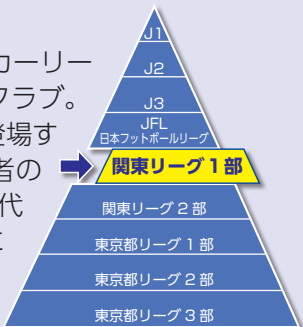 カーリー
クラブ。
登場す
者の
代
J1
J2
J3
JFL
日本フットボールリーグ
関東リーグ1部
関東リーグ2部
東京都リーグ1部
東京都リーグ2部
東京都リーグ3部